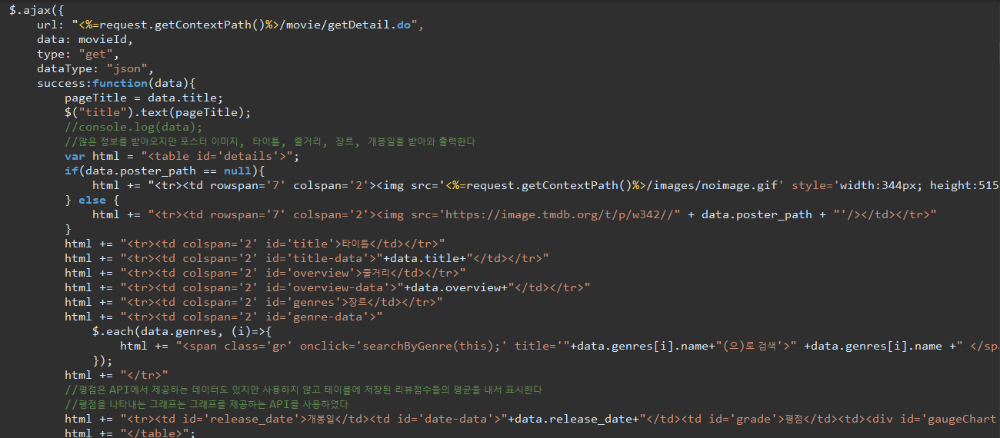 $.ajax({
    url: "<%=request.getContextPath()%>/movie/getDetail.do",
    data: movieId,
    type: "get",
    dataType: "json",
    success:function(data){
        pageTitle = data.title;
        $("title").text(pageTitle);
        //console.log(data);
        //많은 정보를 받아오지만 포스터 이미지, 타이틀, 줄거리, 장르, 개봉일을 받아와 출력한다
        var html = "<table id='details'>";
        if(data.poster_path == null){
            html += "<tr><td rowspan='7' colspan='2'><img src='<%=request.getContextPath()%>/images/noimage.gif' style='width:344px; height:515
        } else {
            html += "<tr><td rowspan='7' colspan='2'><img src='https://image.tmdb.org/t/p/w342//" + data.poster_path + "'/></td></tr>"
        }
        html += "<tr><td colspan='2' id='title'>타이틀</td></tr>"
        html += "<tr><td colspan='2' id='title-data'>"+data.title+"</td></tr>"
        html += "<tr><td colspan='2' id='overview'>줄거리</td></tr>"
        html += "<tr><td colspan='2' id='overview-data'>"+data.overview+"</td></tr>"
        html += "<tr><td colspan='2' id='genres'>장르</td></tr>"
        html += "<tr><td colspan='2' id='genre-data'>"
            $.each(data.genres, (i)=>{
                html += "<span class='gr' onclick='searchByGenre(this);' title='"+data.genres[i].name+"(으)로 검색'>" +data.genres[i].name +" </sp
            });
        html += "</tr>"
        //평점은 API에서 제공하는 데이터도 있지만 사용하지 않고 테이블에 저장된 리뷰점수들의 평균을 내서 표시한다
        //평점을 나타내는 그래프는 그래프를 제공하는 API를 사용하였다
        html += "<tr><td id='release_date'>개봉일</td><td id='date-data'>"+data.release_date+"</td><td id='grade'>평점</td><td><div id='gaugeChart
        html += "</table>";